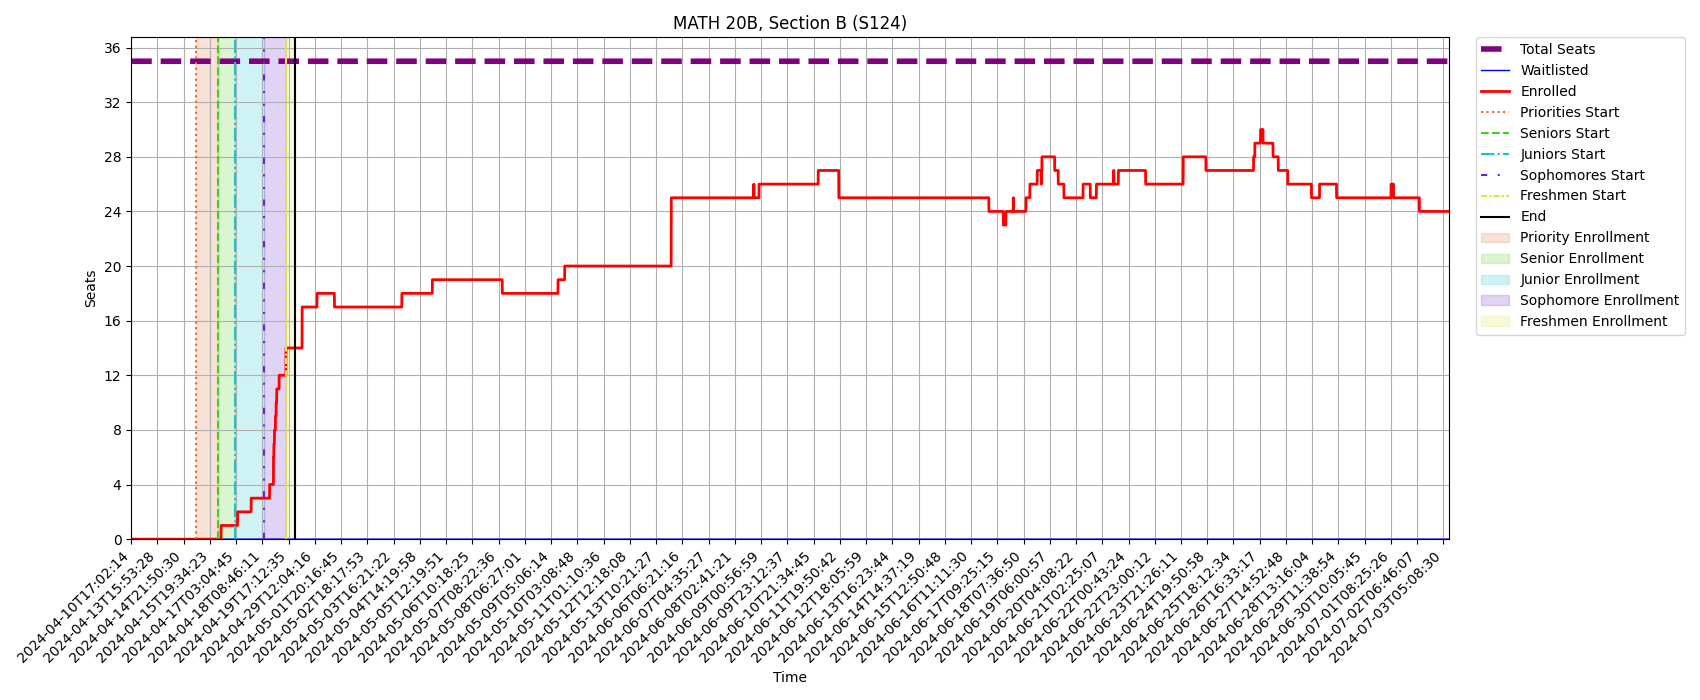 MATH 20B, Section B (S124)
Seats
36
32
28
24
20
16
12
8
4
0
2024-04-10T17:02:14
2024-04-13T15:53:28
2024-04-14T21:50:30
2024-04-15T19:34:23
2024-04-17T03:04:45
2024-04-18T08:46:11
2024-04-19T17:12:35
2024-04-29T12:04:16
2024-05-01T20:16:45
2024-05-02T18:17:53
2024-05-03T16:21:22
2024-05-04T14:19:58
2024-05-05T12:19:51
2024-05-06T10:18:25
2024-05-07T08:22:36
2024-05-08T06:27:01
2024-05-09T05:06:14
2024-05-10T03:08:48
2024-05-11T01:10:36
2024-05-12T12:18:08
2024-05-13T10:21:27
2024-06-06T06:21:16
2024-06-07T04:35:27
2024-06-08T02:41:21
2024-06-09T00:56:59
2024-06-09T23:12:37
2024-06-10T21:34:45
2024-06-11T19:50:42
2024-06-12T18:05:59
2024-06-13T16:23:44
2024-06-14T14:37:19
2024-06-15T12:50:48
2024-06-16T11:11:30
2024-06-17T09:25:15
2024-06-18T07:36:50
2024-06-19T06:00:57
2024-06-20T04:08:22
2024-06-21T02:25:07
2024-06-22T00:43:24
2024-06-22T23:00:12
2024-06-23T21:26:11
2024-06-24T19:50:58
2024-06-25T18:12:34
2024-06-26T16:33:17
2024-06-27T14:52:48
2024-06-28T13:16:04
2024-06-29T11:38:54
2024-06-30T10:05:45
2024-07-01T08:25:26
2024-07-02T06:46:07
2024-07-03T05:08:30
Time
Total Seats
Waitlisted
Enrolled
Priorities Start
Seniors Start
Juniors Start
Sophomores Start
Freshmen Start
End
Priority Enrollment
Senior Enrollment
Junior Enrollment
Sophomore Enrollment
Freshmen Enrollment